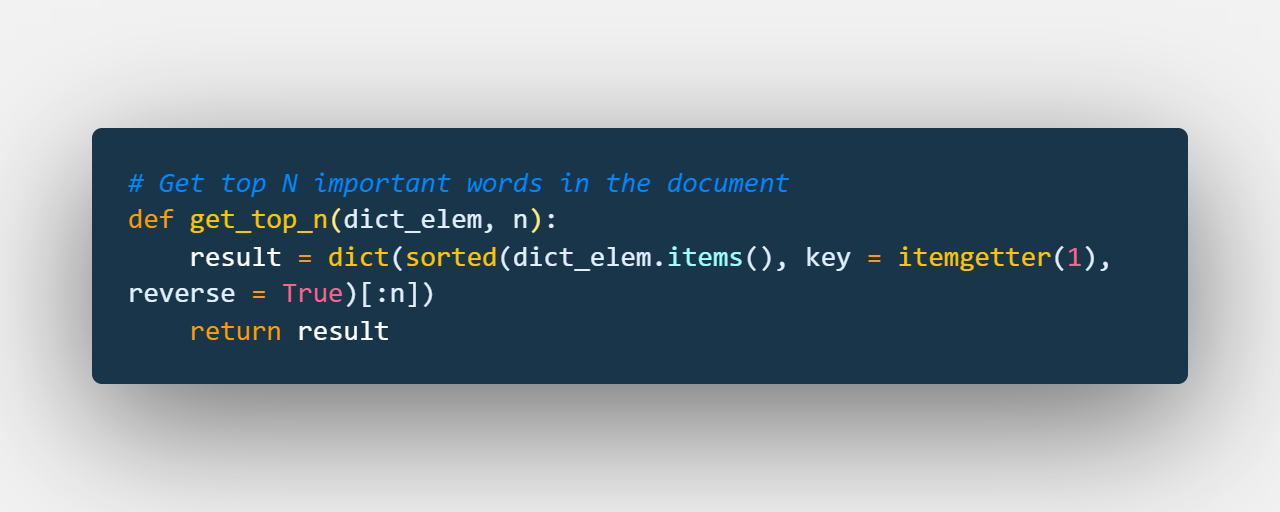 # Get top N important words in the document
def get_top_n(dict_elem, n):
    result = dict(sorted(dict_elem.items(), key = itemgetter(1),
reverse = True)[:n])
    return result